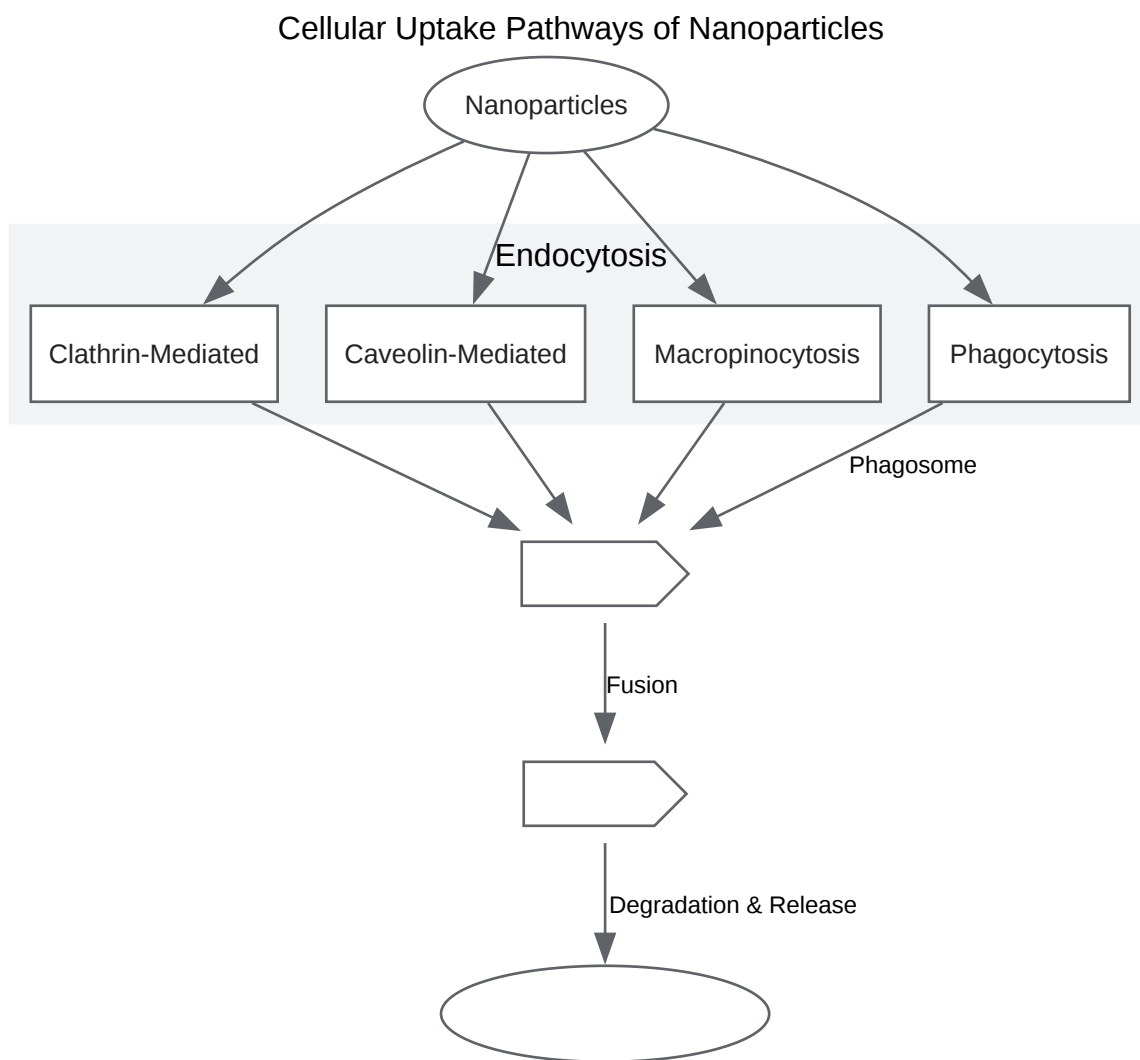 Cellular Uptake Pathways of Nanoparticles
Nanoparticles
Endocytosis
Clathrin-Mediated
Caveolin-Mediated
Macropinocytosis
Phagocytosis
Phagosome
Fusion
Degradation & Release